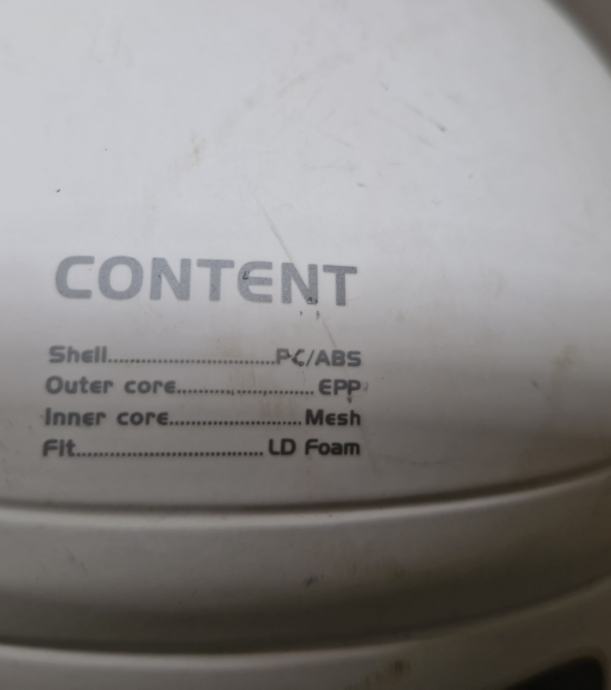 CONTENT
Shell............................PC/ABS
Outer core.......................EPP
Inner core......................Mesh
Fit.................................LD Foam